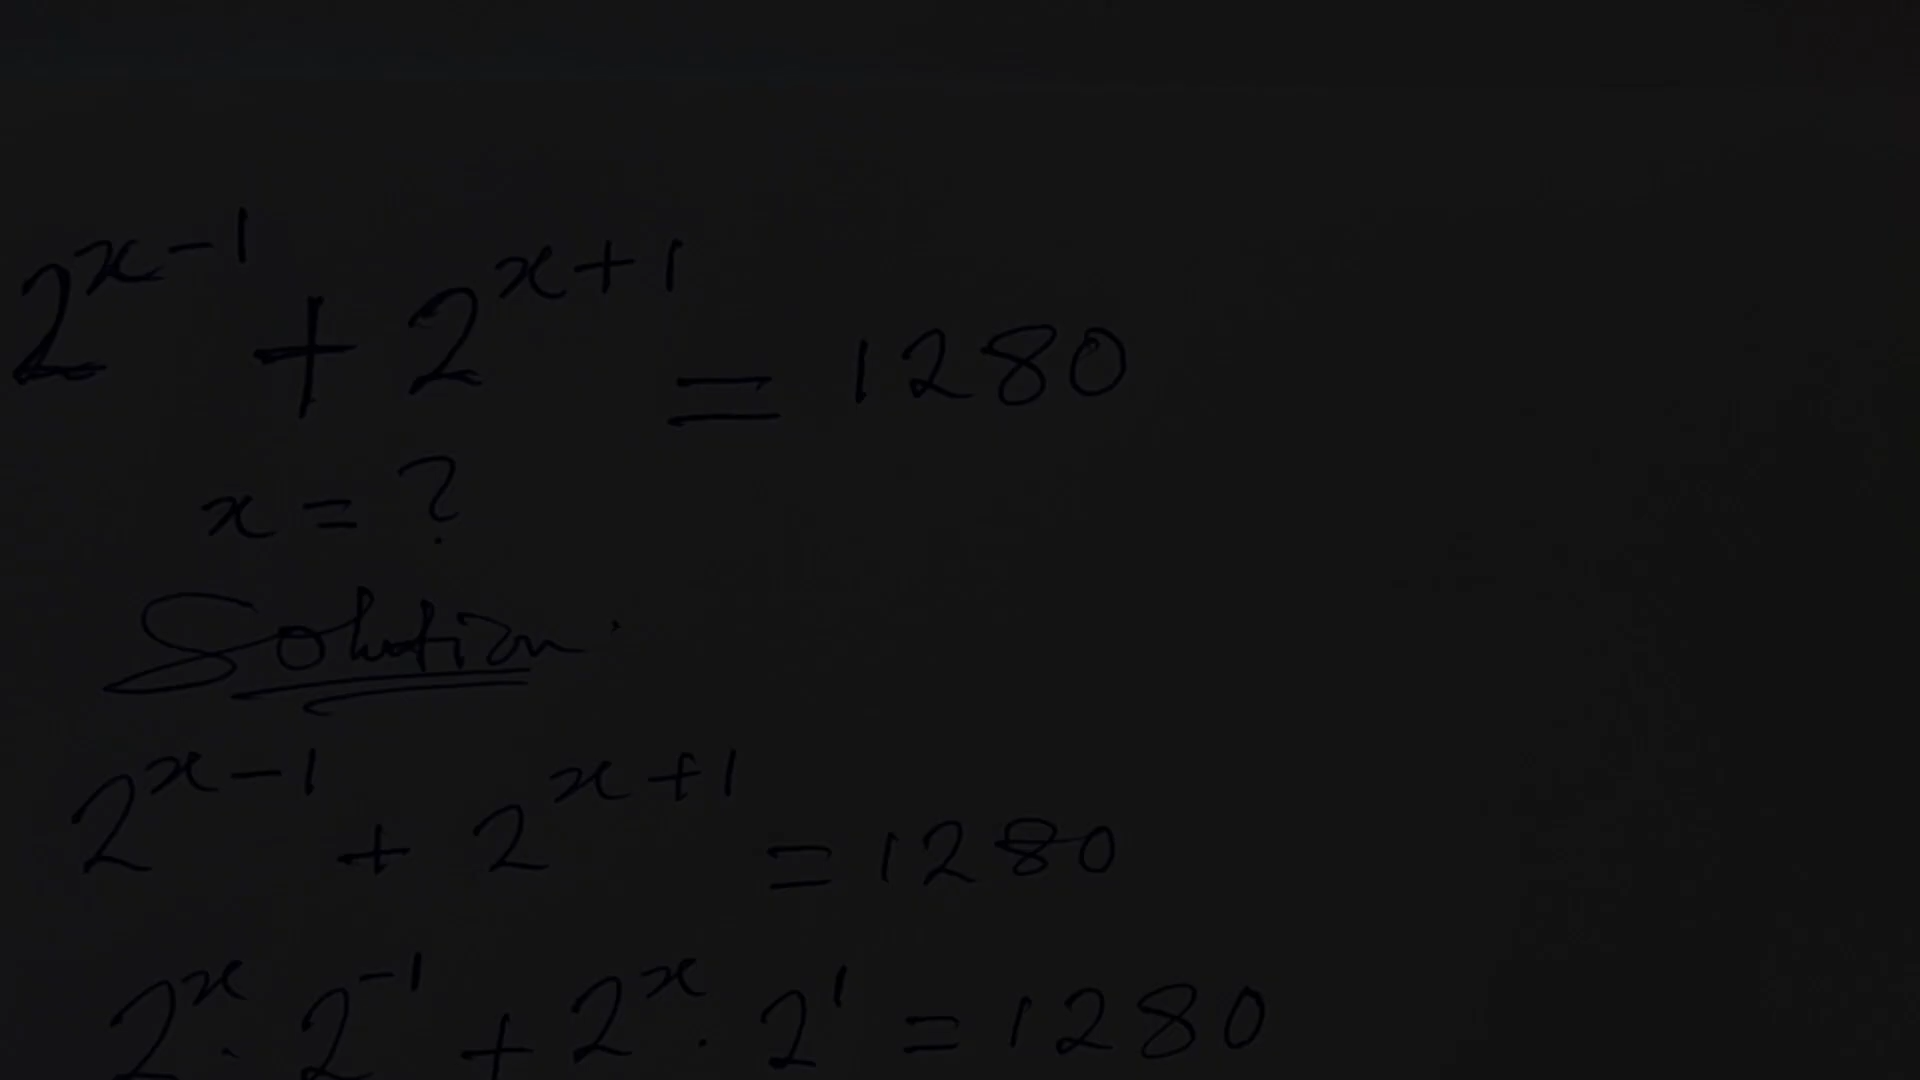 2^{x-1} + 2^{x+1} = 1280
x = ?
Solution.
2^{x-1} + 2^{x+1} = 1280
2^x . 2^{-1} + 2^x . 2^1 = 1280